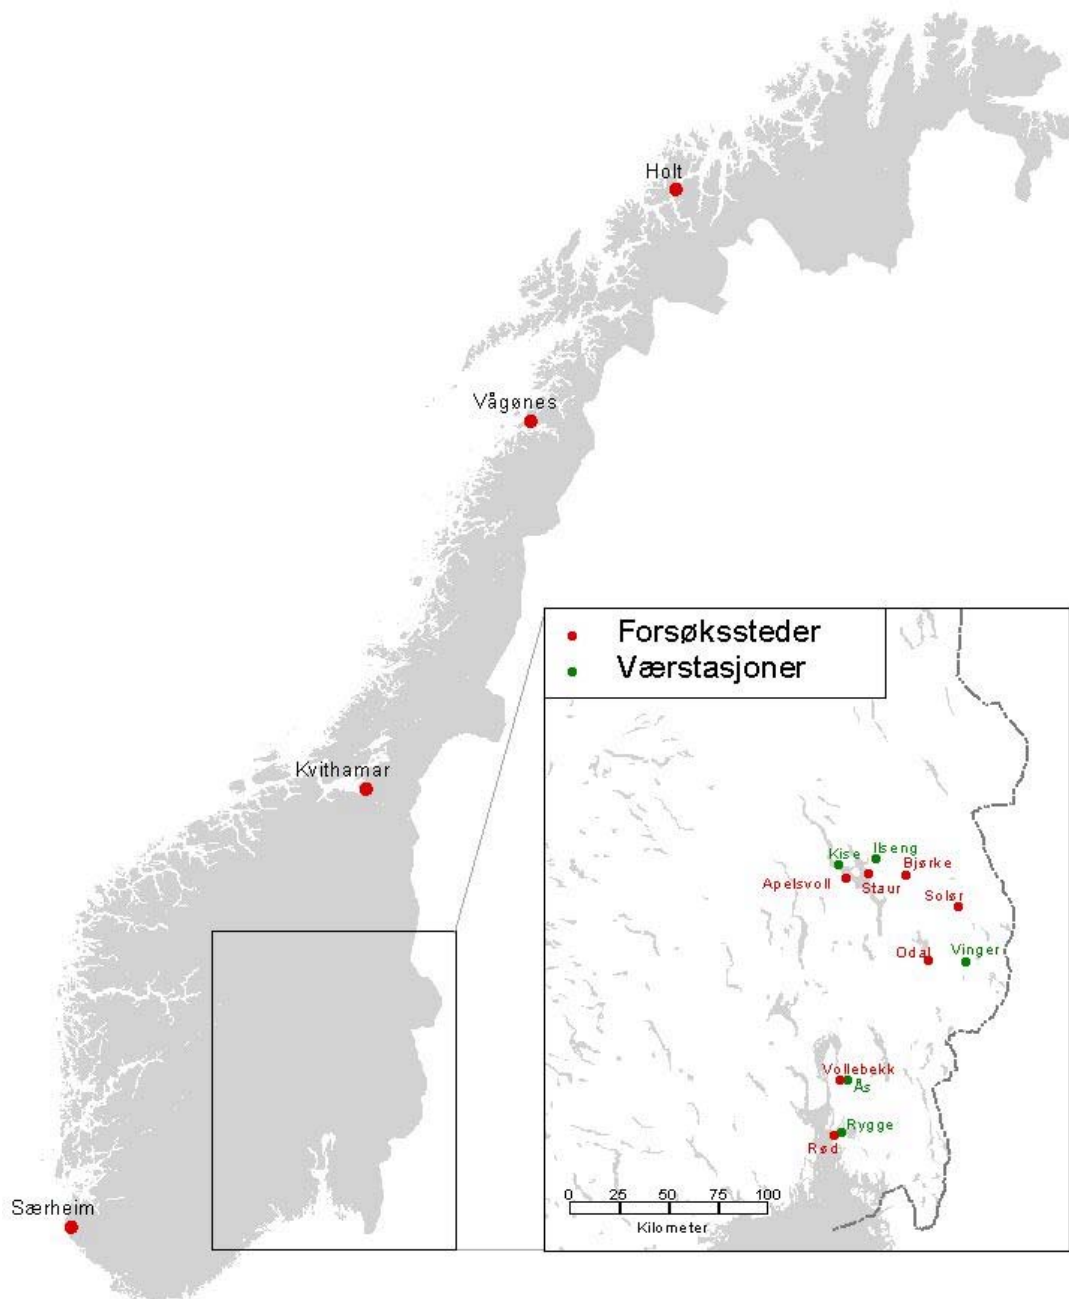 Holt
Vågønes
Forsøkssteder
Værstasjoner
Kvithamar
Kise
Ilseng
Bjørke
Apelsvoll
Staur
Solør
Odal
Vinger
Vollebekk
Ås
Rygge
Rød
Særheim
0 25 50 75 100
Kilometer